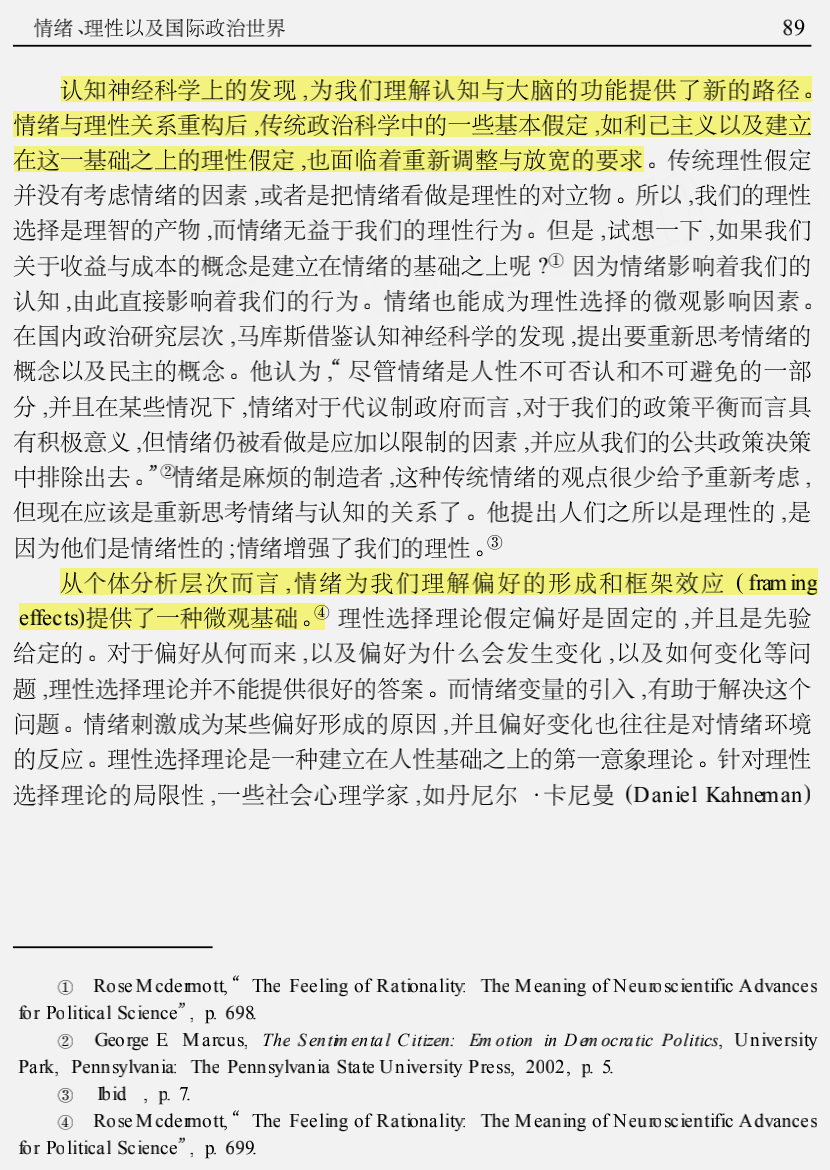 情绪、理性以及国际政治世界 89
认知神经科学上的发现,为我们理解认知与大脑的功能提供了新的路径。
情绪与理性关系重构后,传统政治科学中的一些基本假定,如利己主义以及建立
在这一基础之上的理性假定,也面临着重新调整与放宽的要求。传统理性假定
并没有考虑情绪的因素,或者是把情绪看做是理性的对立物。所以,我们的理性
选择是理智的产物,而情绪无益于我们的理性行为。但是,试想一下,如果我们
关于收益与成本的概念是建立在情绪的基础之上呢?① 因为情绪影响着我们的
认知,由此直接影响着我们的行为。情绪也能成为理性选择的微观影响因素。
在国内政治研究层次,马库斯借鉴认知神经科学的发现,提出要重新思考情绪的
概念以及民主的概念。他认为,“尽管情绪是人性不可否认和不可避免的一部
分,并且在某些情况下,情绪对于代议制政府而言,对于我们的政策平衡而言具
有积极意义,但情绪仍被看做是应加以限制的因素,并应从我们的公共政策决策
中排除出去。”②情绪是麻烦的制造者,这种传统情绪的观点很少给予重新考虑,
但现在应该是重新思考情绪与认知的关系了。他提出人们之所以是理性的,是
因为他们是情绪性的;情绪增强了我们的理性。③
从个体分析层次而言,情绪为我们理解偏好的形成和框架效应 (framing
effects)提供了一种微观基础。④ 理性选择理论假定偏好是固定的,并且是先验
给定的。对于偏好从何而来,以及偏好为什么会发生变化,以及如何变化等问
题,理性选择理论并不能提供很好的答案。而情绪变量的引入,有助于解决这个
问题。情绪刺激成为某些偏好形成的原因,并且偏好变化也往往是对情绪环境
的反应。理性选择理论是一种建立在人性基础之上的第一意象理论。针对理性
选择理论的局限性,一些社会心理学家,如丹尼尔·卡尼曼 (Daniel Kahneman)
① Rose Mcdermott, “The Feeling of Rationality: The Meaning of Neuroscientific Advances
for Political Science”, p. 698.
② George E. Marcus, The Sentimental Citizen: Emotion in Democratic Politics, University
Park, Pennsylvania: The Pennsylvania State University Press, 2002, p. 5.
③ Ibid., p. 7.
④ Rose Mcdermott, “The Feeling of Rationality: The Meaning of Neuroscientific Advances
for Political Science”, p. 699.